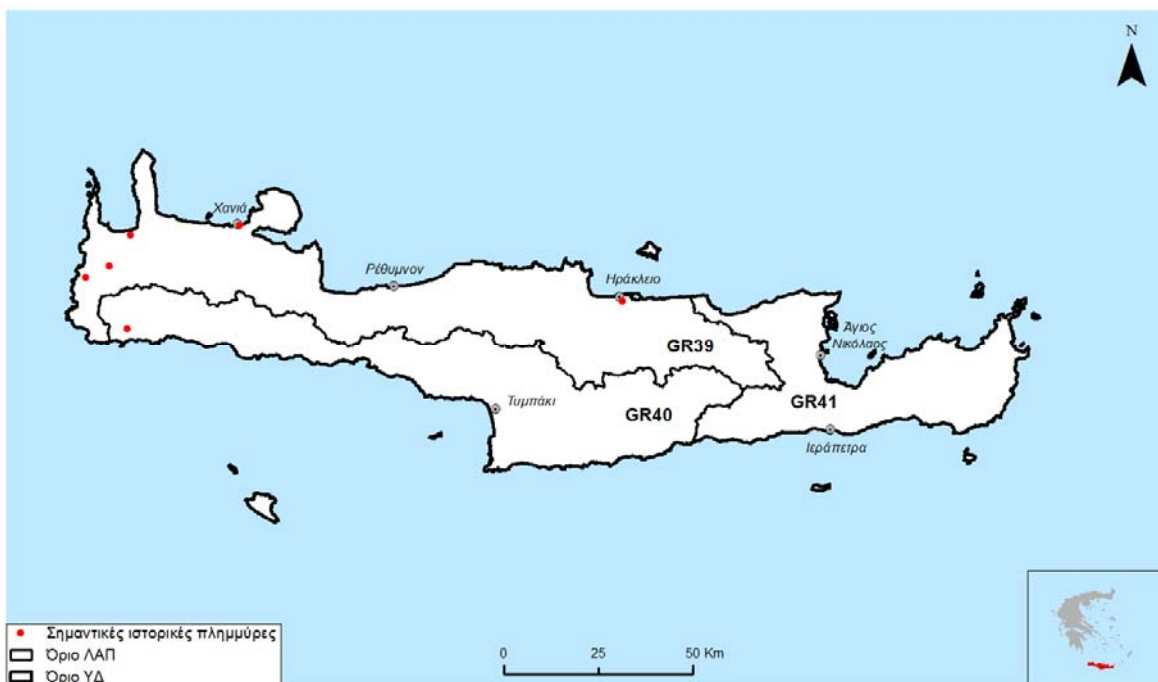 N
Χανιά
Ρέθυμνον
Ηράκλειο
GR39
Άγιος
Νικόλαος
Τυμπάκι
GR40
GR41
Ιεράπετρα
Σημαντικές ιστορικές πλημμύρες
Όριο ΛΑΠ
Όριο ΥΔ
0 25 50 Km